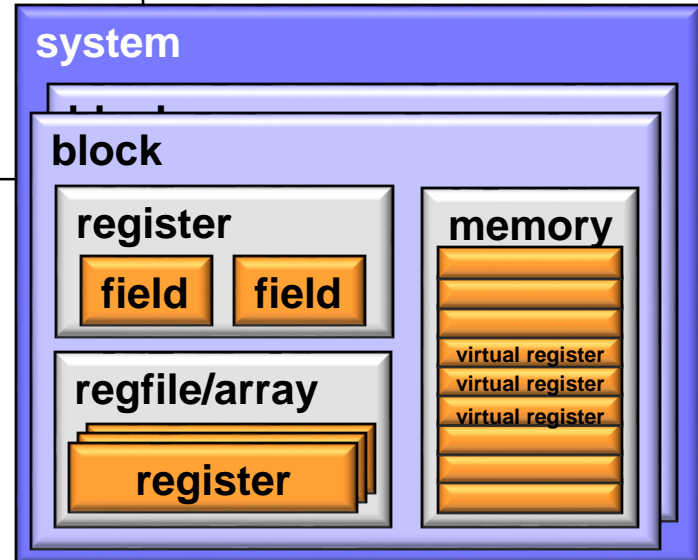 system
block
register
field
field
regfile/array
register
memory
virtual register
virtual register
virtual register